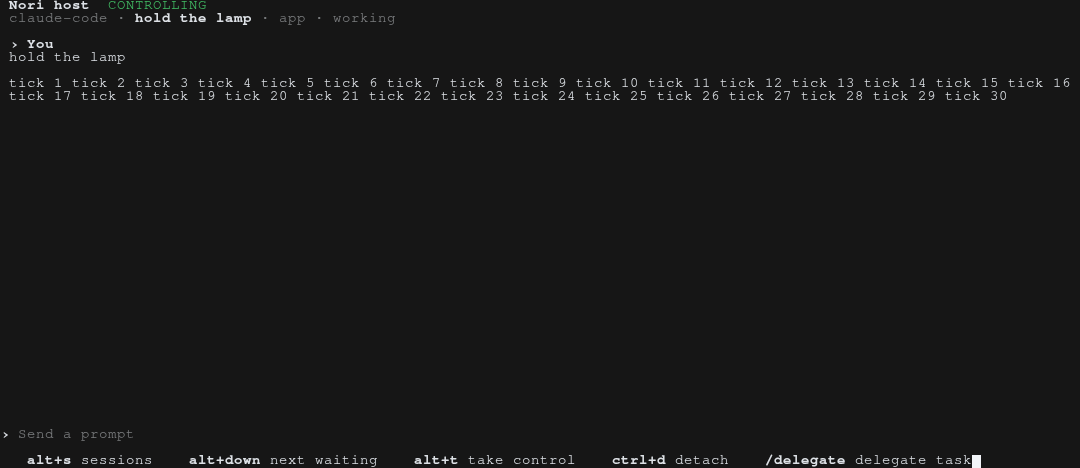 Nori host CONTROLLING
claude-code · hold the lamp · app · working
› You
hold the lamp
tick 1 tick 2 tick 3 tick 4 tick 5 tick 6 tick 7 tick 8 tick 9 tick 10 tick 11 tick 12 tick 13 tick 14 tick 15 tick 16
tick 17 tick 18 tick 19 tick 20 tick 21 tick 22 tick 23 tick 24 tick 25 tick 26 tick 27 tick 28 tick 29 tick 30
› Send a prompt
alt+s sessions alt+down next waiting alt+t take control ctrl+d detach /delegate delegate task